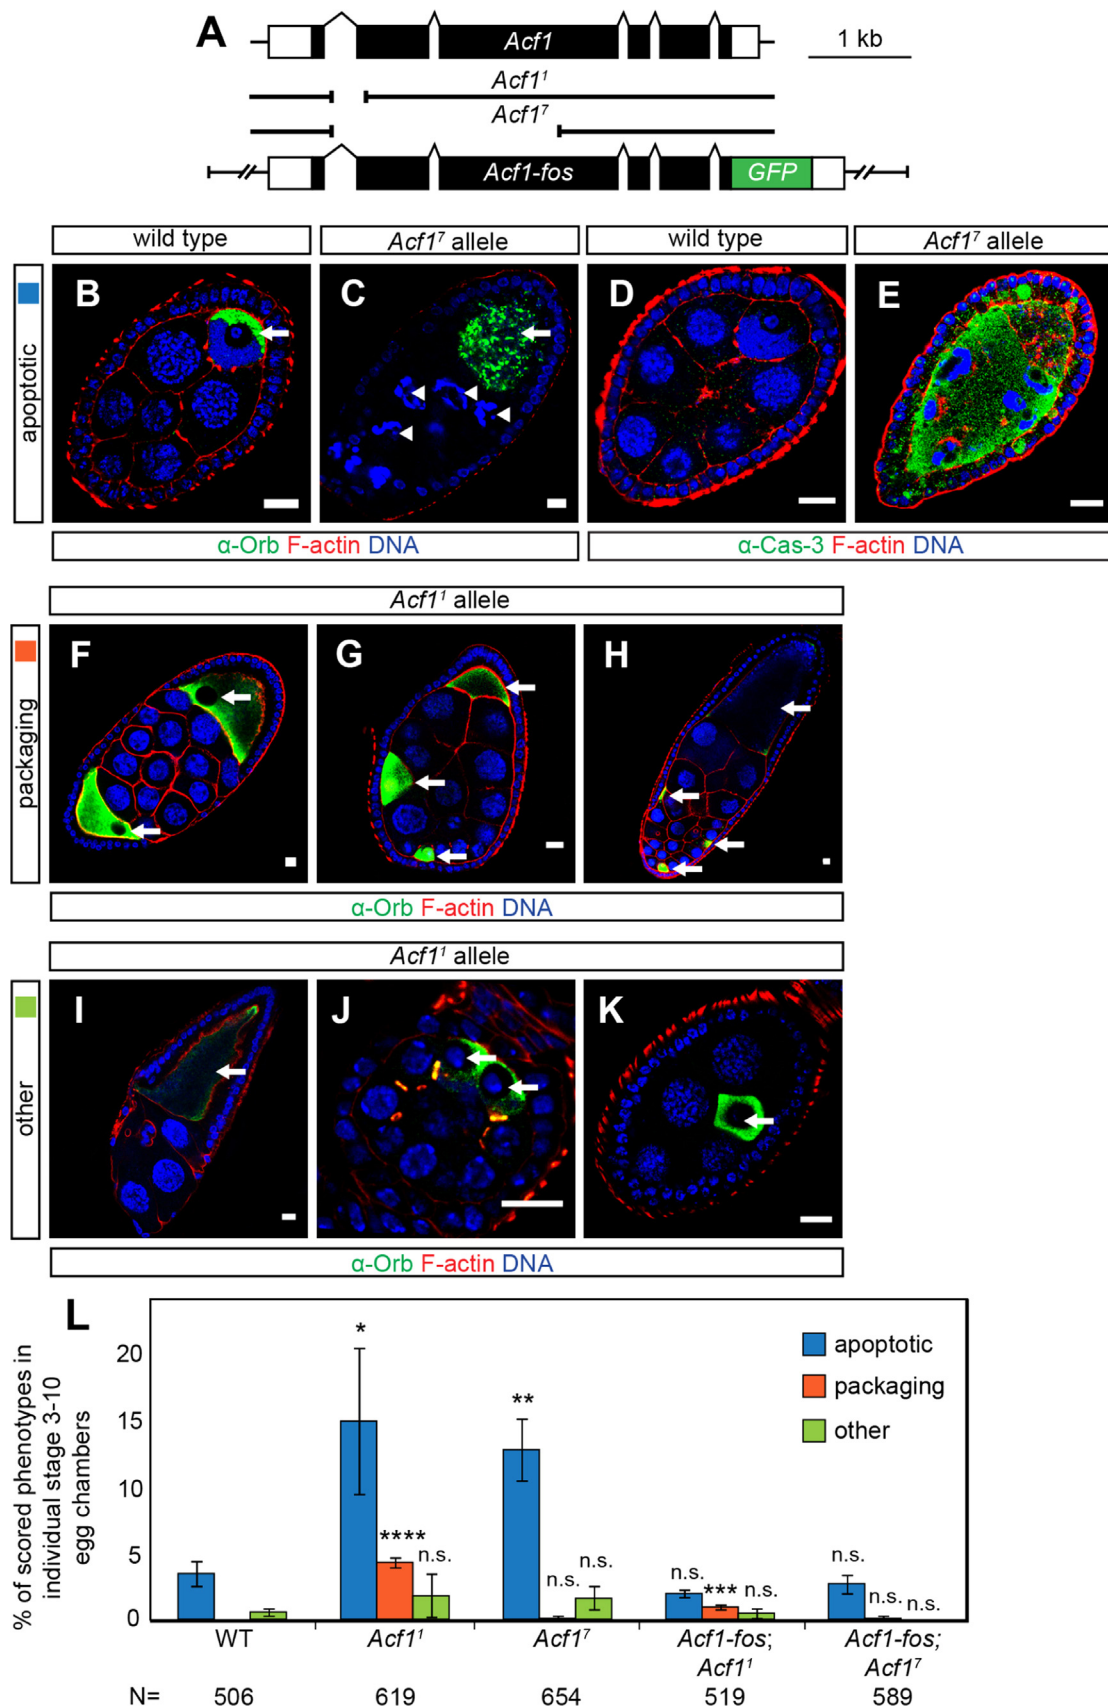 A
Acf1
1 kb
Acf1¹
Acf1⁷
Acf1-fos GFP
wild type
Acf1⁷ allele
wild type
Acf1⁷ allele
apoptotic
B
C
D
E
α-Orb F-actin DNA
α-Cas-3 F-actin DNA
Acf1¹ allele
packaging
F
G
H
α-Orb F-actin DNA
Acf1¹ allele
other
I
J
K
α-Orb F-actin DNA
L
% of scored phenotypes in
individual stage 3-10
egg chambers
20
15
10
5
0
*
****
n.s.
**
n.s.
n.s.
n.s.
***
n.s.
n.s.
n.s.
n.s.
apoptotic
packaging
other
WT
Acf1¹
Acf1⁷
Acf1-fos;
Acf1¹
Acf1-fos;
Acf1⁷
N= 506 619 654 519 589